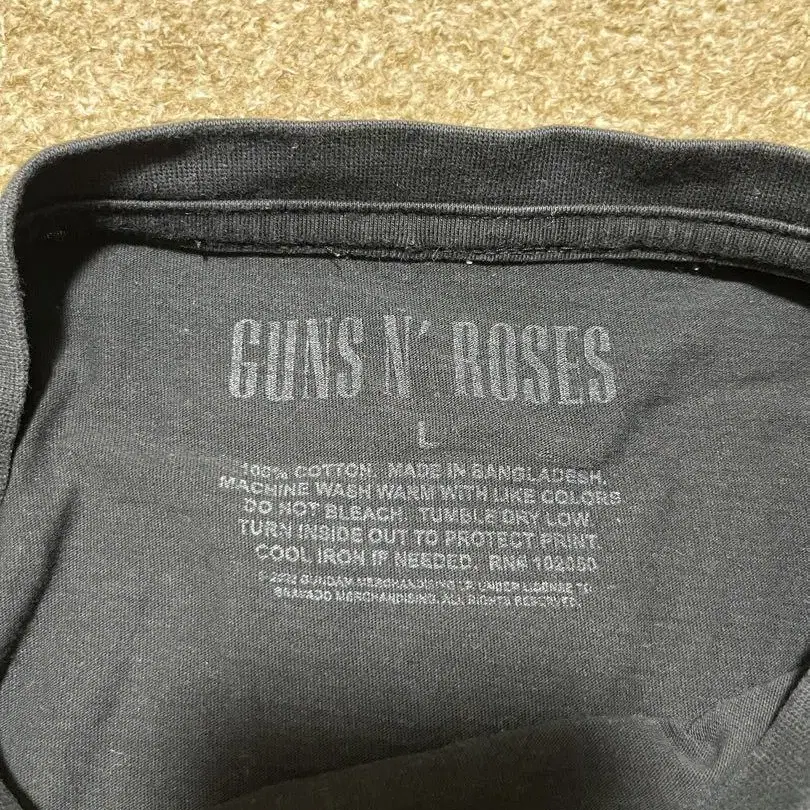 GUNS N' ROSES
L
100% COTTON. MADE IN BANGLADESH.
MACHINE WASH WARM WITH LIKE COLORS
DO NOT BLEACH. TUMBLE DRY LOW.
TURN INSIDE OUT TO PROTECT PRINT.
COOL IRON IF NEEDED. RN# 102050
MERCHANDISING LP UNDER LICENSE TO
BRAVADO MERCHANDISING. ALL RIGHTS RESERVED.